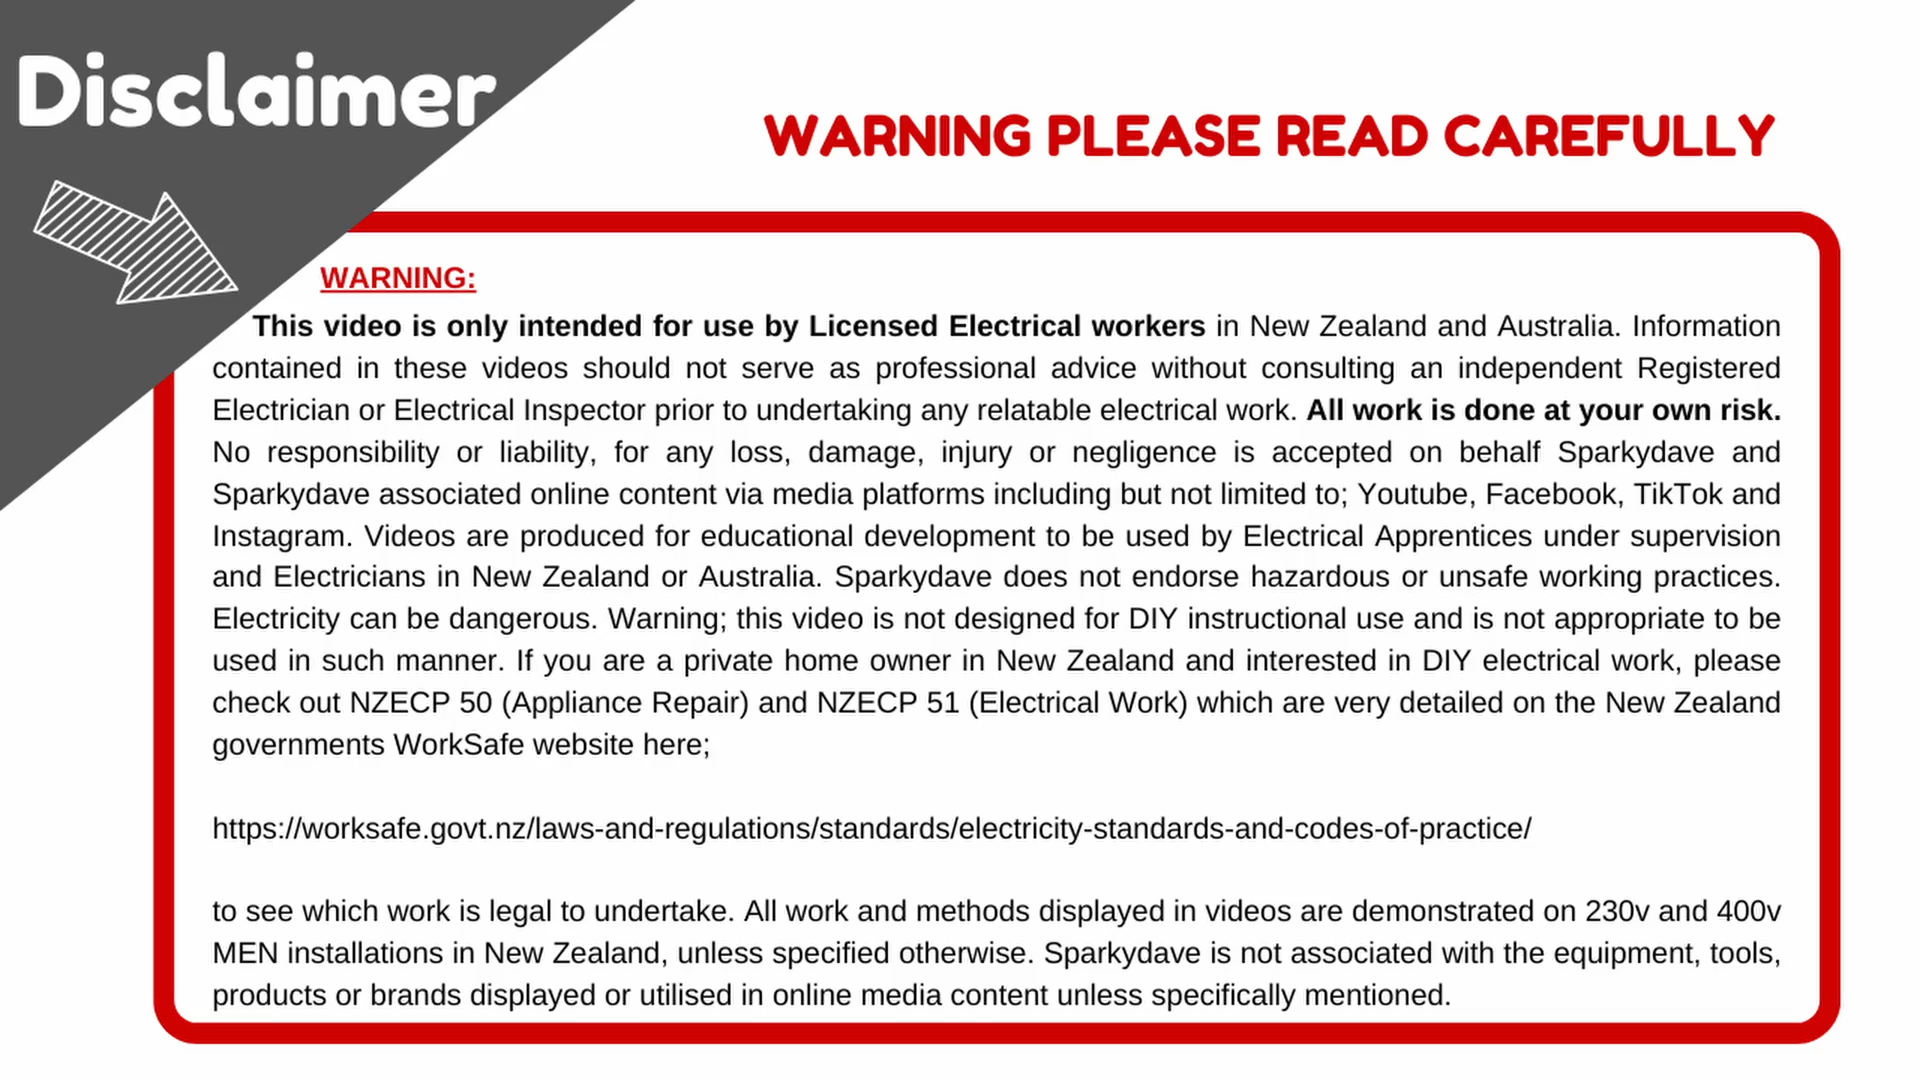 Disclaimer
WARNING PLEASE READ CAREFULLY
WARNING:
This video is only intended for use by Licensed Electrical workers in New Zealand and Australia. Information
contained in these videos should not serve as professional advice without consulting an independent Registered
Electrician or Electrical Inspector prior to undertaking any relatable electrical work. All work is done at your own risk.
No responsibility or liability, for any loss, damage, injury or negligence is accepted on behalf Sparkydave and
Sparkydave associated online content via media platforms including but not limited to; Youtube, Facebook, TikTok and
Instagram. Videos are produced for educational development to be used by Electrical Apprentices under supervision
and Electricians in New Zealand or Australia. Sparkydave does not endorse hazardous or unsafe working practices.
Electricity can be dangerous. Warning; this video is not designed for DIY instructional use and is not appropriate to be
used in such manner. If you are a private home owner in New Zealand and interested in DIY electrical work, please
check out NZECP 50 (Appliance Repair) and NZECP 51 (Electrical Work) which are very detailed on the New Zealand
governments WorkSafe website here;
https://worksafe.govt.nz/laws-and-regulations/standards/electricity-standards-and-codes-of-practice/
to see which work is legal to undertake. All work and methods displayed in videos are demonstrated on 230v and 400v
MEN installations in New Zealand, unless specified otherwise. Sparkydave is not associated with the equipment, tools,
products or brands displayed or utilised in online media content unless specifically mentioned.